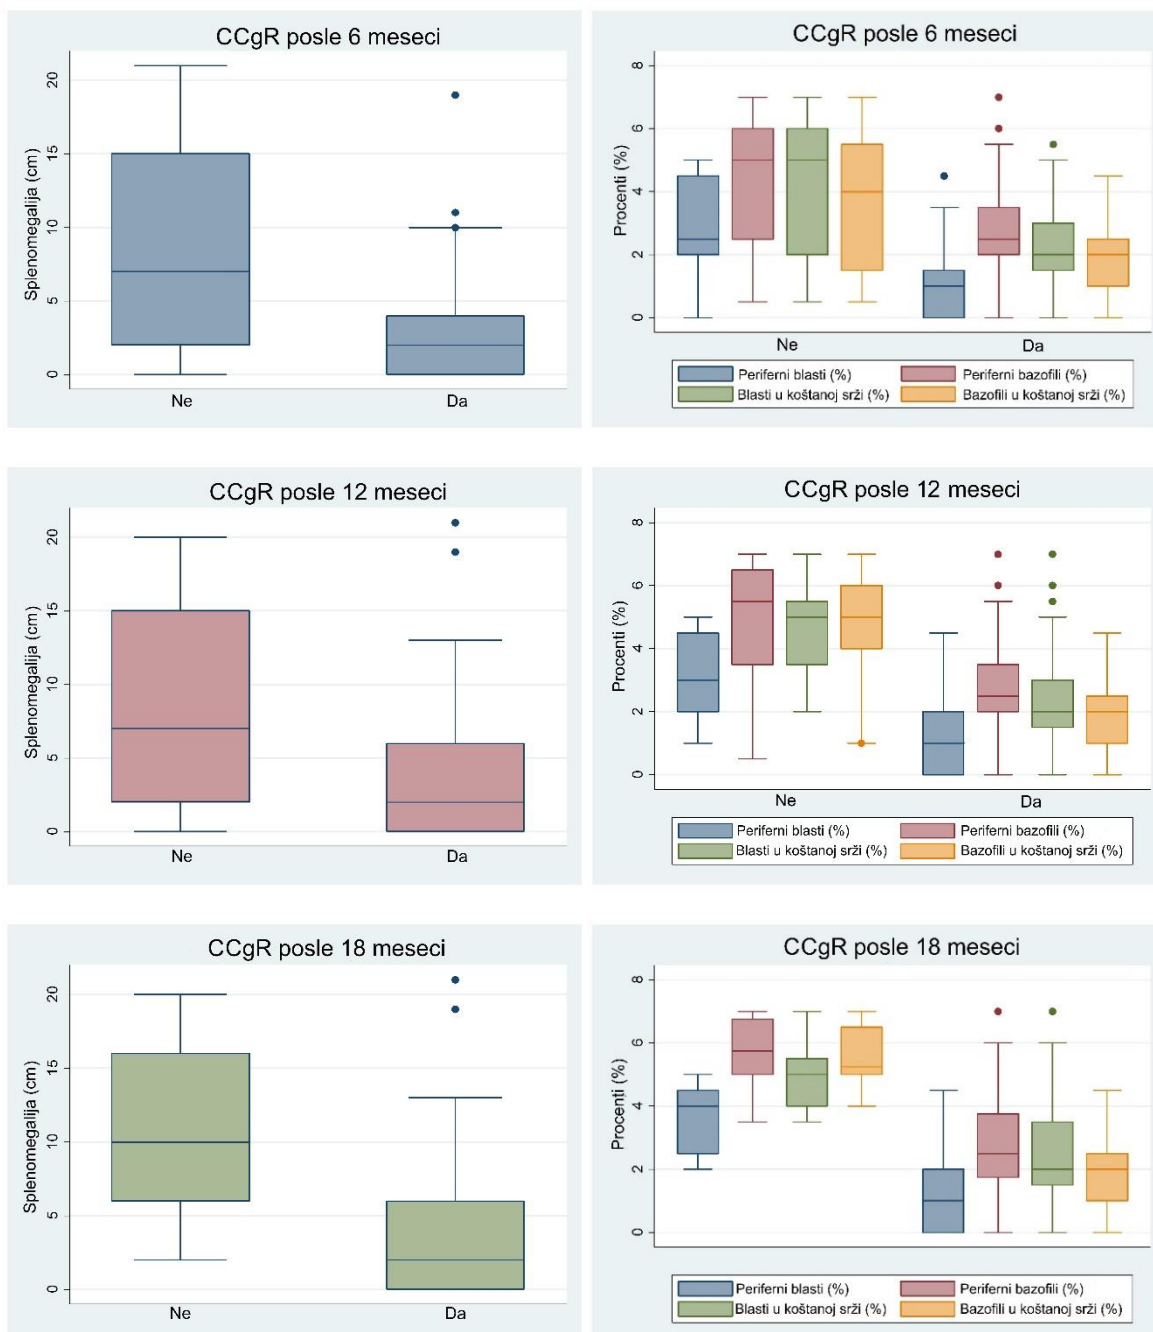 CCgR posle 6 meseci
Splenomegalija (cm)
20
15
10
5
0
Ne Da
CCgR posle 6 meseci
Procenti (%)
8
6
4
2
0
Ne Da
Periferni blasti (%) Periferni bazofili (%)
Blasti u koštanoj srži (%) Bazofili u koštanoj srži (%)
CCgR posle 12 meseci
Splenomegalija (cm)
20
15
10
5
0
Ne Da
CCgR posle 12 meseci
Procenti (%)
8
6
4
2
0
Ne Da
Periferni blasti (%) Periferni bazofili (%)
Blasti u koštanoj srži (%) Bazofili u koštanoj srži (%)
CCgR posle 18 meseci
Splenomegalija (cm)
20
15
10
5
0
Ne Da
CCgR posle 18 meseci
Procenti (%)
8
6
4
2
0
Periferni blasti (%) Periferni bazofili (%)
Blasti u koštanoj srži (%) Bazofili u koštanoj srži (%)